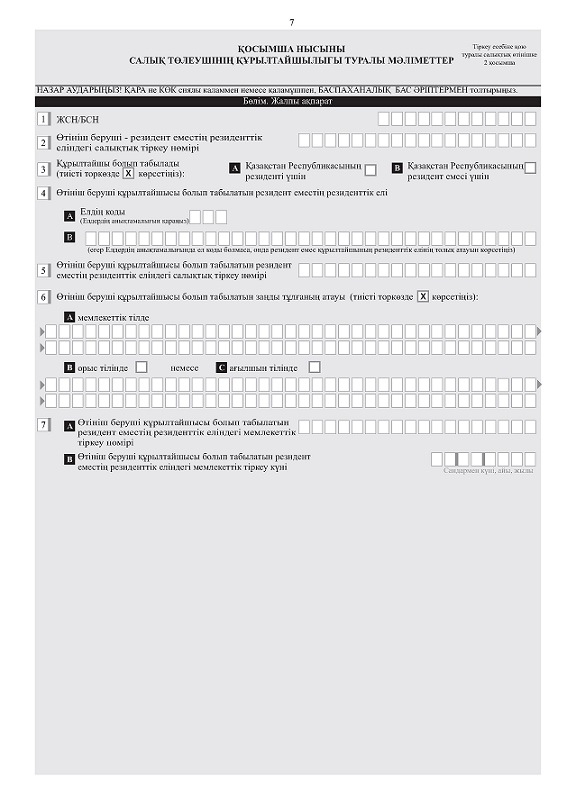 7
ҚОСЫМША НЫСЫНЫ
САЛЫҚ ТӨЛЕУШІНІҢ ҚҰРЫЛТАЙШЫЛЫҒЫ ТУРАЛЫ МӘЛІМЕТТЕР
Тіркеу есебіне қою
туралы салықтық өтінішке
2 қосымша
НАЗАР АУДАРЫҢЫЗ! ҚАРА не КӨК сиялы қаламмен немесе қаламұшпен, БАСПАХАНАЛЫҚ БАС ӘРІПТЕРМЕН толтырыңыз.
Бөлім. Жалпы ақпарат
1 ЖСН/БСН
2 Өтініш беруші - резидент еместің резиденттік
еліндегі салықтық тіркеу нөмірі
3 Құрылтайшы болып табылады
(тиісті торкөзде X көрсетіңіз):
A Қазақстан Республикасының
резиденті үшін
B Қазақстан Республикасының
резидент емесі үшін
4 Өтініш беруші құрылтайшысы болып табылатын резидент еместің резиденттік елі
A Елдің коды
(Елдердің анықтамалығын қараңыз)
B
(егер Елдердің анықтамалығында ел коды болмаса, онда резидент емес құрылтайшының резиденттік елінің толық атауын көрсетіңіз)
5 Өтініш беруші құрылтайшысы болып табылатын резидент
еместің резиденттік еліндегі салықтық тіркеу нөмірі
6 Өтініш беруші құрылтайшысы болып табылатын заңды тұлғаның атауы (тиісті торкөзде X көрсетіңіз):
A мемлекеттік тілде
B орыс тілінде немесе C ағылшын тілінде
7 A Өтініш беруші құрылтайшысы болып табылатын
резидент еместің резиденттік еліндегі мемлекеттік
тіркеу нөмірі
B Өтініш беруші құрылтайшысы болып табылатын резидент
еместің резиденттік еліндегі мемлекеттік тіркеу күні
күні, айы, жылы